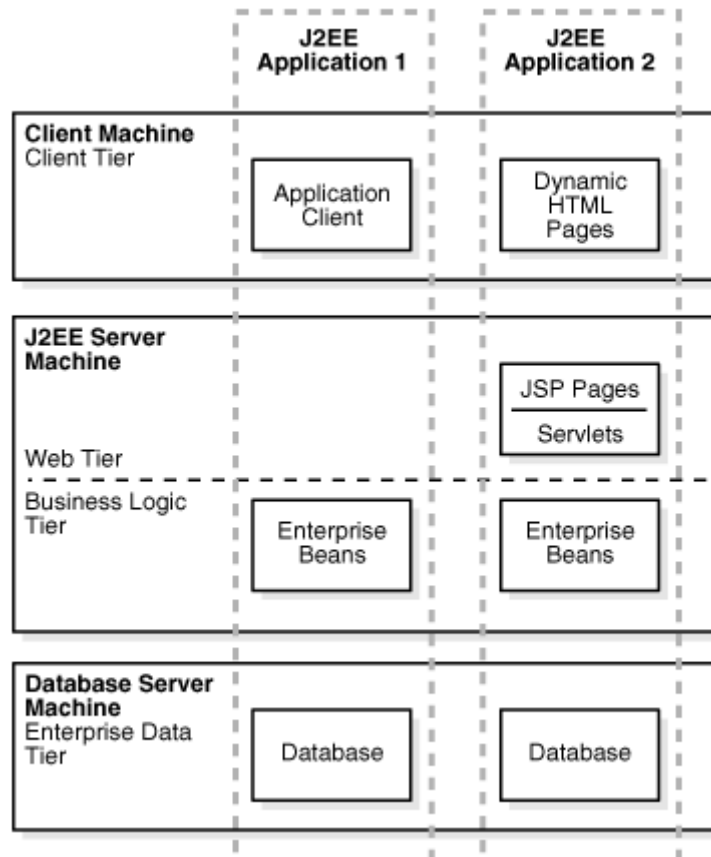 J2EE
Application 1
J2EE
Application 2
Client Machine
Client Tier
Application
Client
Dynamic
HTML
Pages
J2EE Server
Machine
JSP Pages
Servlets
Web Tier
Business Logic
Tier
Enterprise
Beans
Enterprise
Beans
Database Server
Machine
Enterprise Data
Tier
Database
Database